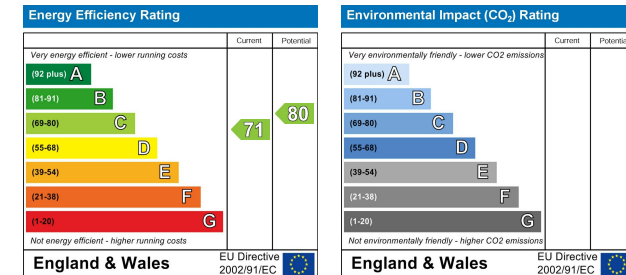 Energy Efficiency Rating
Current Potential
Very energy efficient - lower running costs
(92 plus) A
(81-91) B
(69-80) C
(55-68) D
(39-54) E
(21-38) F
(1-20) G
71
80
Not energy efficient - higher running costs
England & Wales
EU Directive
2002/91/EC
Environmental Impact (CO₂) Rating
Current Potential
Very environmentally friendly - lower CO2 emissions
(92 plus) A
(81-91) B
(69-80) C
(55-68) D
(39-54) E
(21-38) F
(1-20) G
Not environmentally friendly - higher CO2 emissions
England & Wales
EU Directive
2002/91/EC